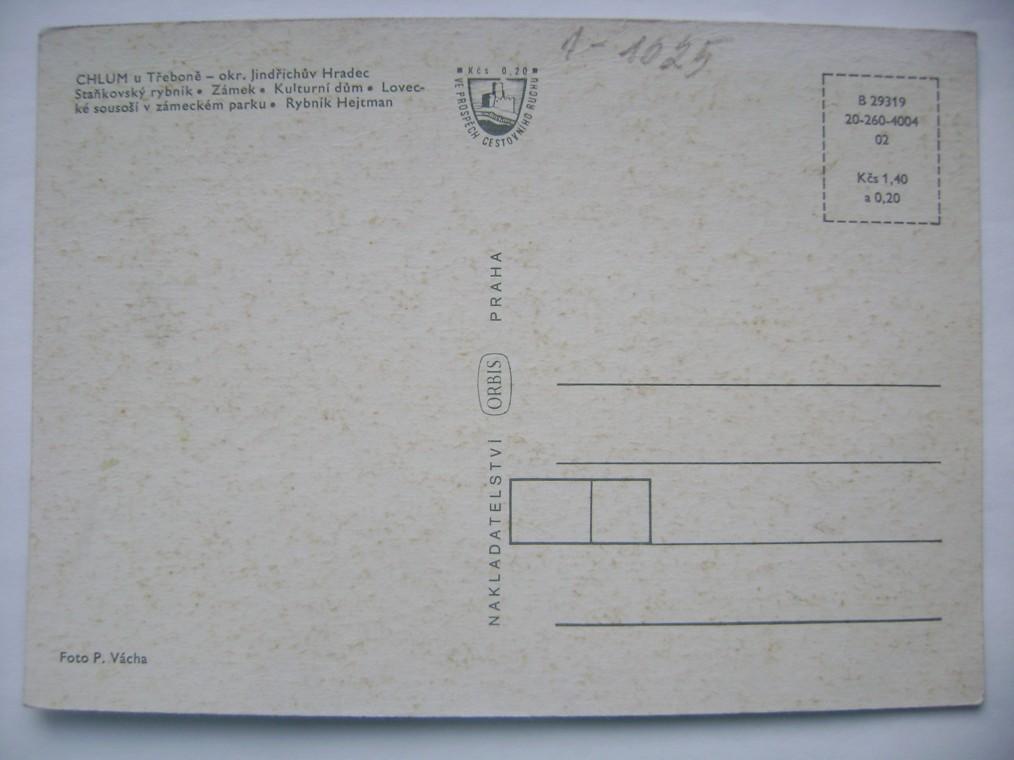 1-1025
CHLUM u Třeboně – okr. Jindřichův Hradec
Staňkovský rybník • Zámek • Kulturní dům • Lovec-
ké sousoší v zámeckém parku • Rybník Hejtman
Kčs 0,20
VE PROSPĚCH CESTOVNÍHO RUCHU
B 29319
20-260-4004
02
Kčs 1,40
a 0,20
NAKLADATELSTVÍ ORBIS PRAHA
Foto P. Vácha